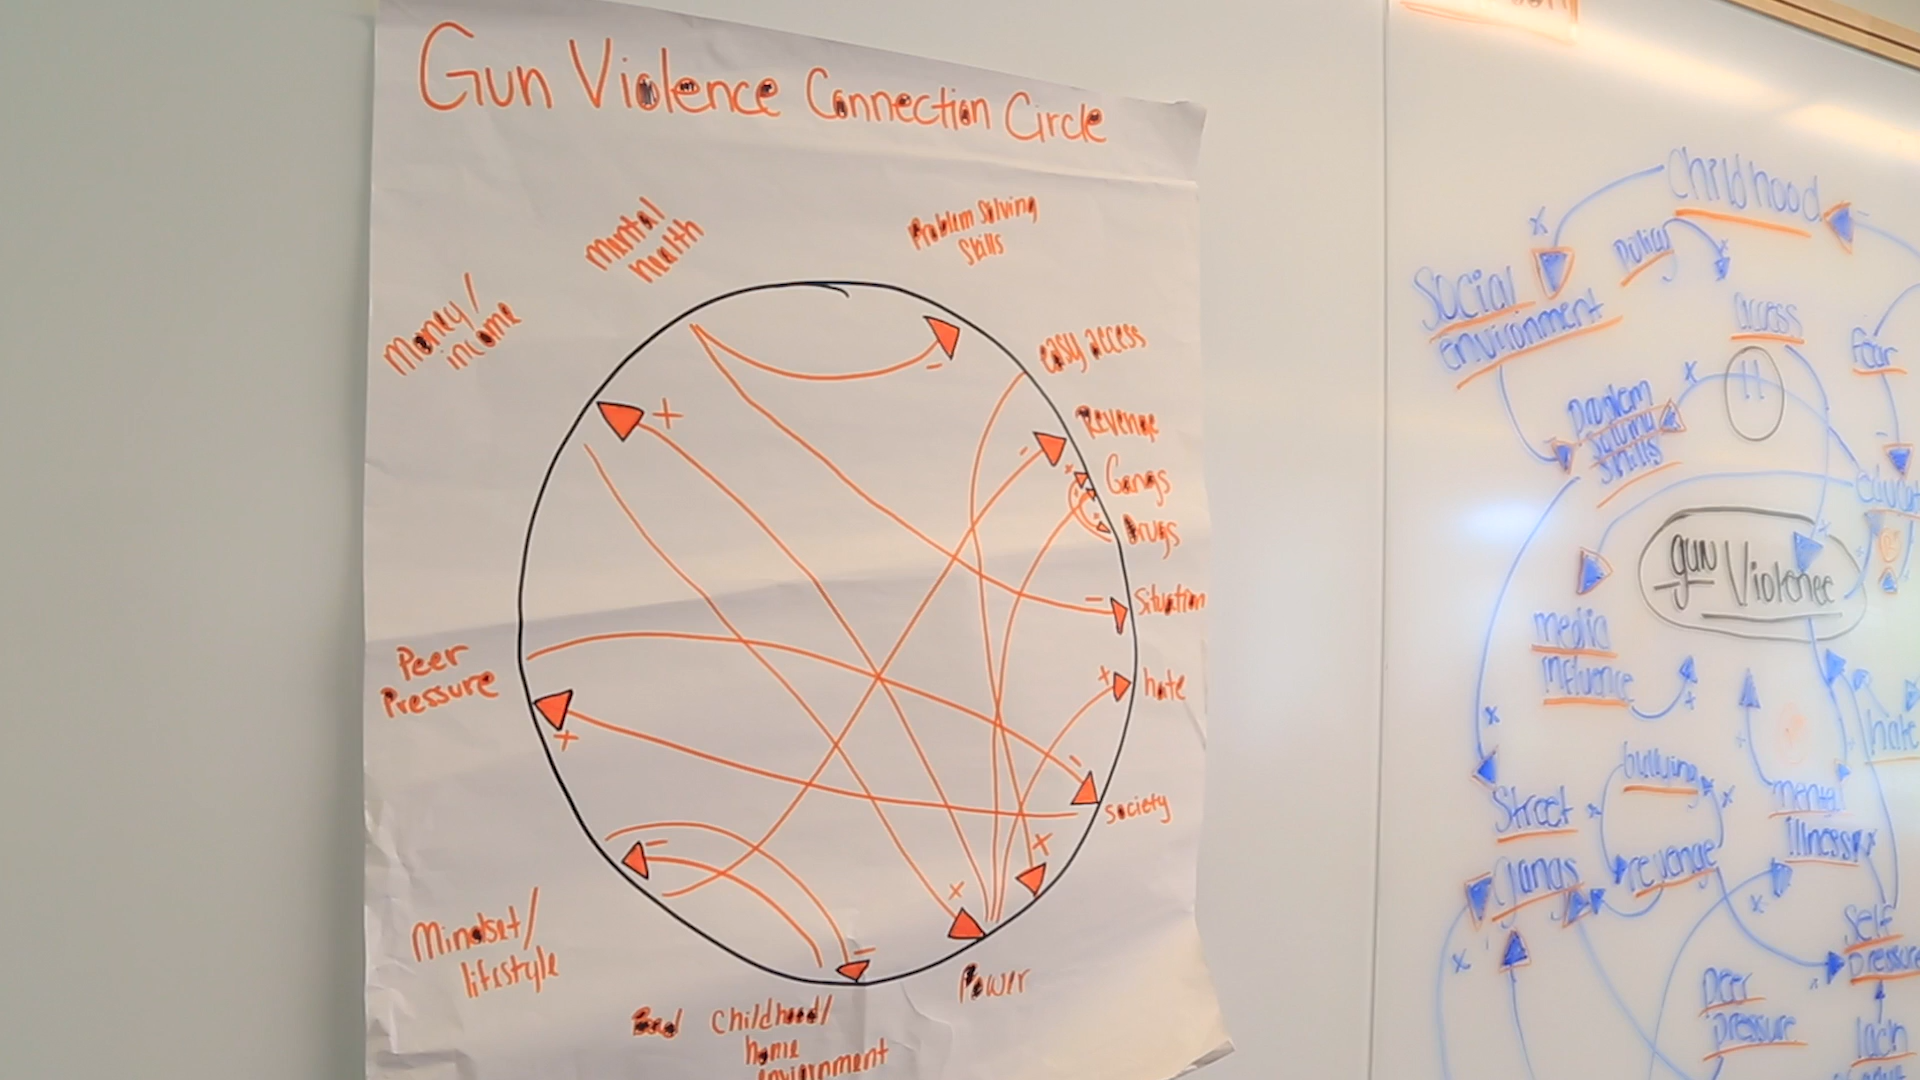 Gun Violence Connection Circle
mental
health
Problem Solving
Skills
Money/
income
easy access
Revenge
Gangs
Drugs
Situation
hate
Peer
Pressure
society
Mindset/
lifestyle
Power
Bad Childhood/
home
environment
Childhood
policy
Social
environment
access
fear
problem
solving
skills
gun Violence
media
influence
hate
bullying
Street
gangs
revenge
mental
illness
Self
pressure
peer
pressure
lack